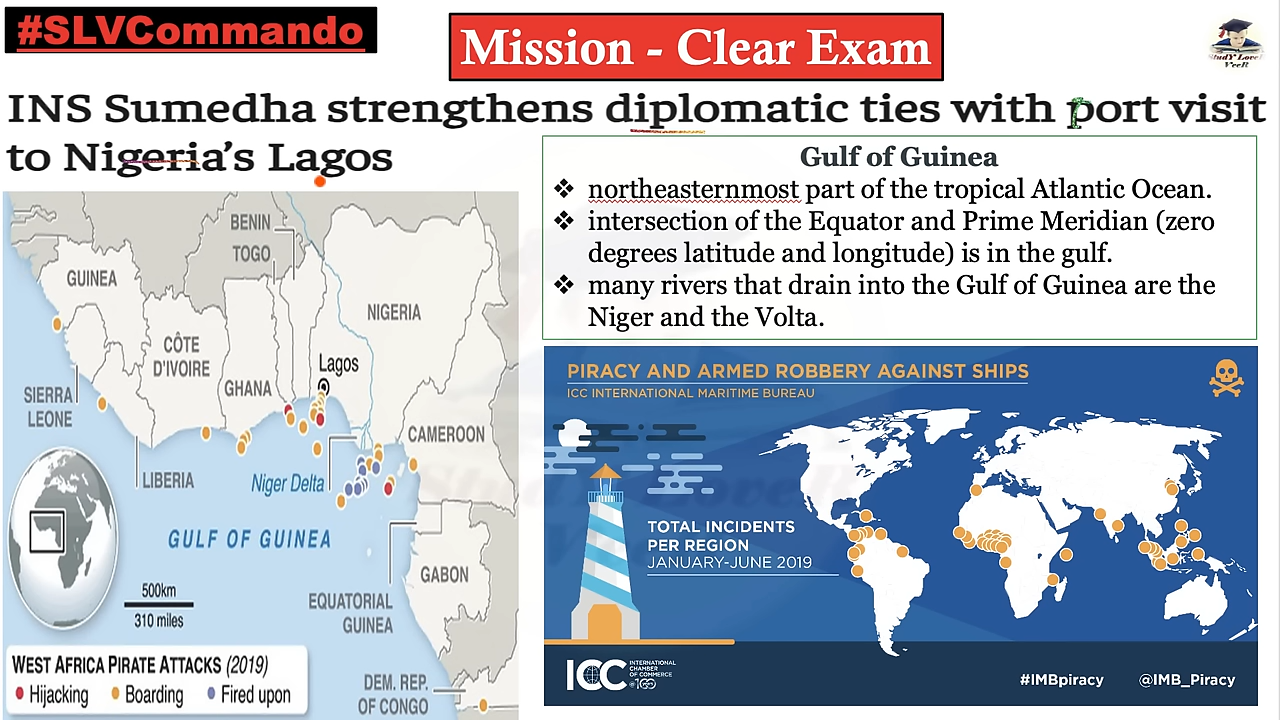 #SLVCommando
Mission - Clear Exam
StudY LoveR
VeeR
INS Sumedha strengthens diplomatic ties with port visit
to Nigeria's Lagos
Gulf of Guinea
❖ northeasternmost part of the tropical Atlantic Ocean.
❖ intersection of the Equator and Prime Meridian (zero
degrees latitude and longitude) is in the gulf.
❖ many rivers that drain into the Gulf of Guinea are the
Niger and the Volta.
BENIN
TOGO
GUINEA
NIGERIA
CÔTE
D'IVOIRE
Lagos
GHANA
SIERRA
LEONE
CAMEROON
LIBERIA
Niger Delta
GULF OF GUINEA
GABON
500km
310 miles
EQUATORIAL
GUINEA
WEST AFRICA PIRATE ATTACKS (2019)
Hijacking
Boarding
Fired upon
DEM. REP.
OF CONGO
PIRACY AND ARMED ROBBERY AGAINST SHIPS
ICC INTERNATIONAL MARITIME BUREAU
TOTAL INCIDENTS
PER REGION
JANUARY-JUNE 2019
ICC
INTERNATIONAL
CHAMBER
OF COMMERCE
#IMBpiracy
@IMB_Piracy